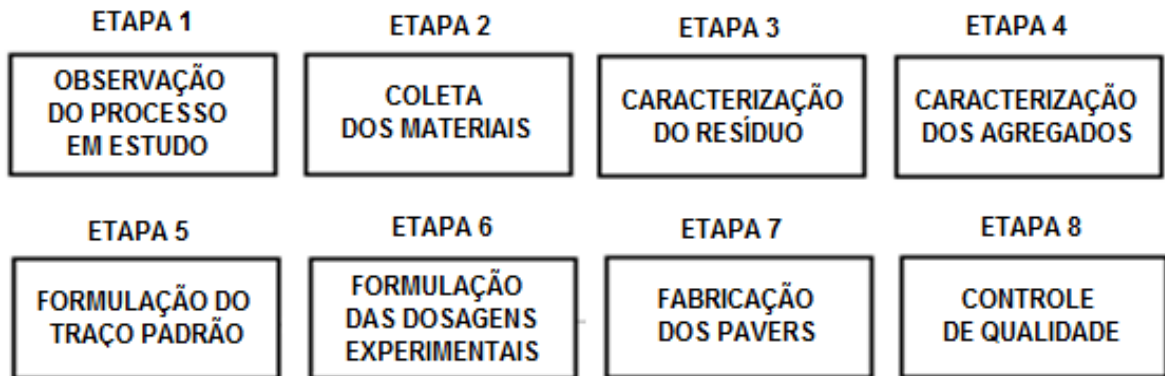 ETAPA 1
OBSERVAÇÃO
DO PROCESSO
EM ESTUDO
ETAPA 2
COLETA
DOS MATERIAIS
ETAPA 3
CARACTERIZAÇÃO
DO RESÍDUO
ETAPA 4
CARACTERIZAÇÃO
DOS AGREGADOS
ETAPA 5
FORMULAÇÃO DO
TRAÇO PADRÃO
ETAPA 6
FORMULAÇÃO
DAS DOSAGENS
EXPERIMENTAIS
ETAPA 7
FABRICAÇÃO
DOS PAVERS
ETAPA 8
CONTROLE
DE QUALIDADE